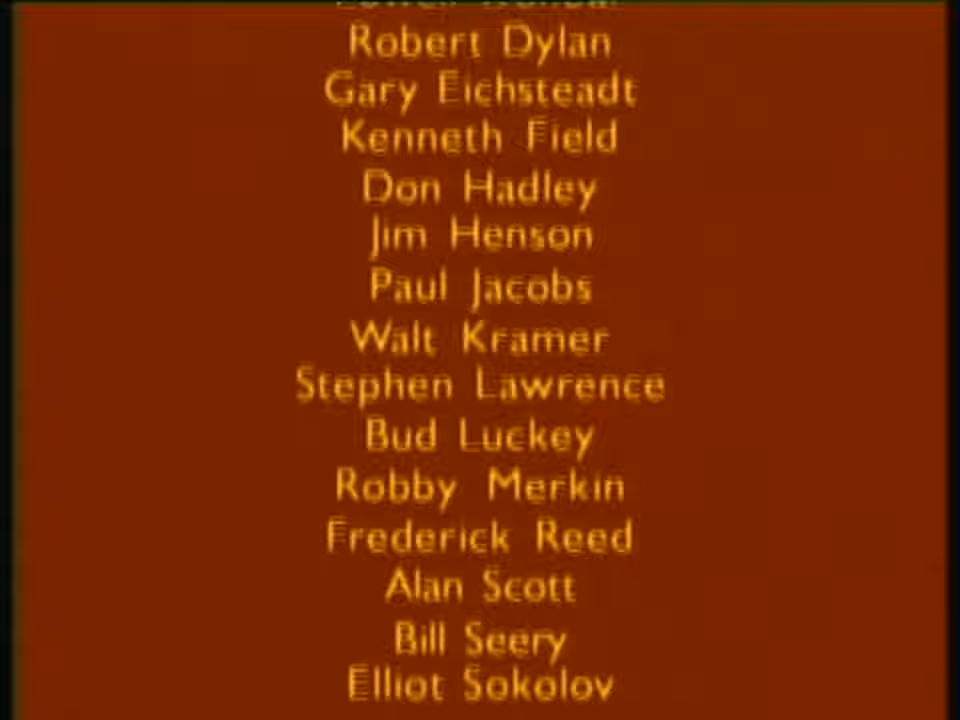 Robert Dylan
Gary Eichsteadt
Kenneth Field
Don Hadley
Jim Henson
Paul Jacobs
Walt Kramer
Stephen Lawrence
Bud Luckey
Robby Merkin
Frederick Reed
Alan Scott
Bill Seery
Elliot Sokolov